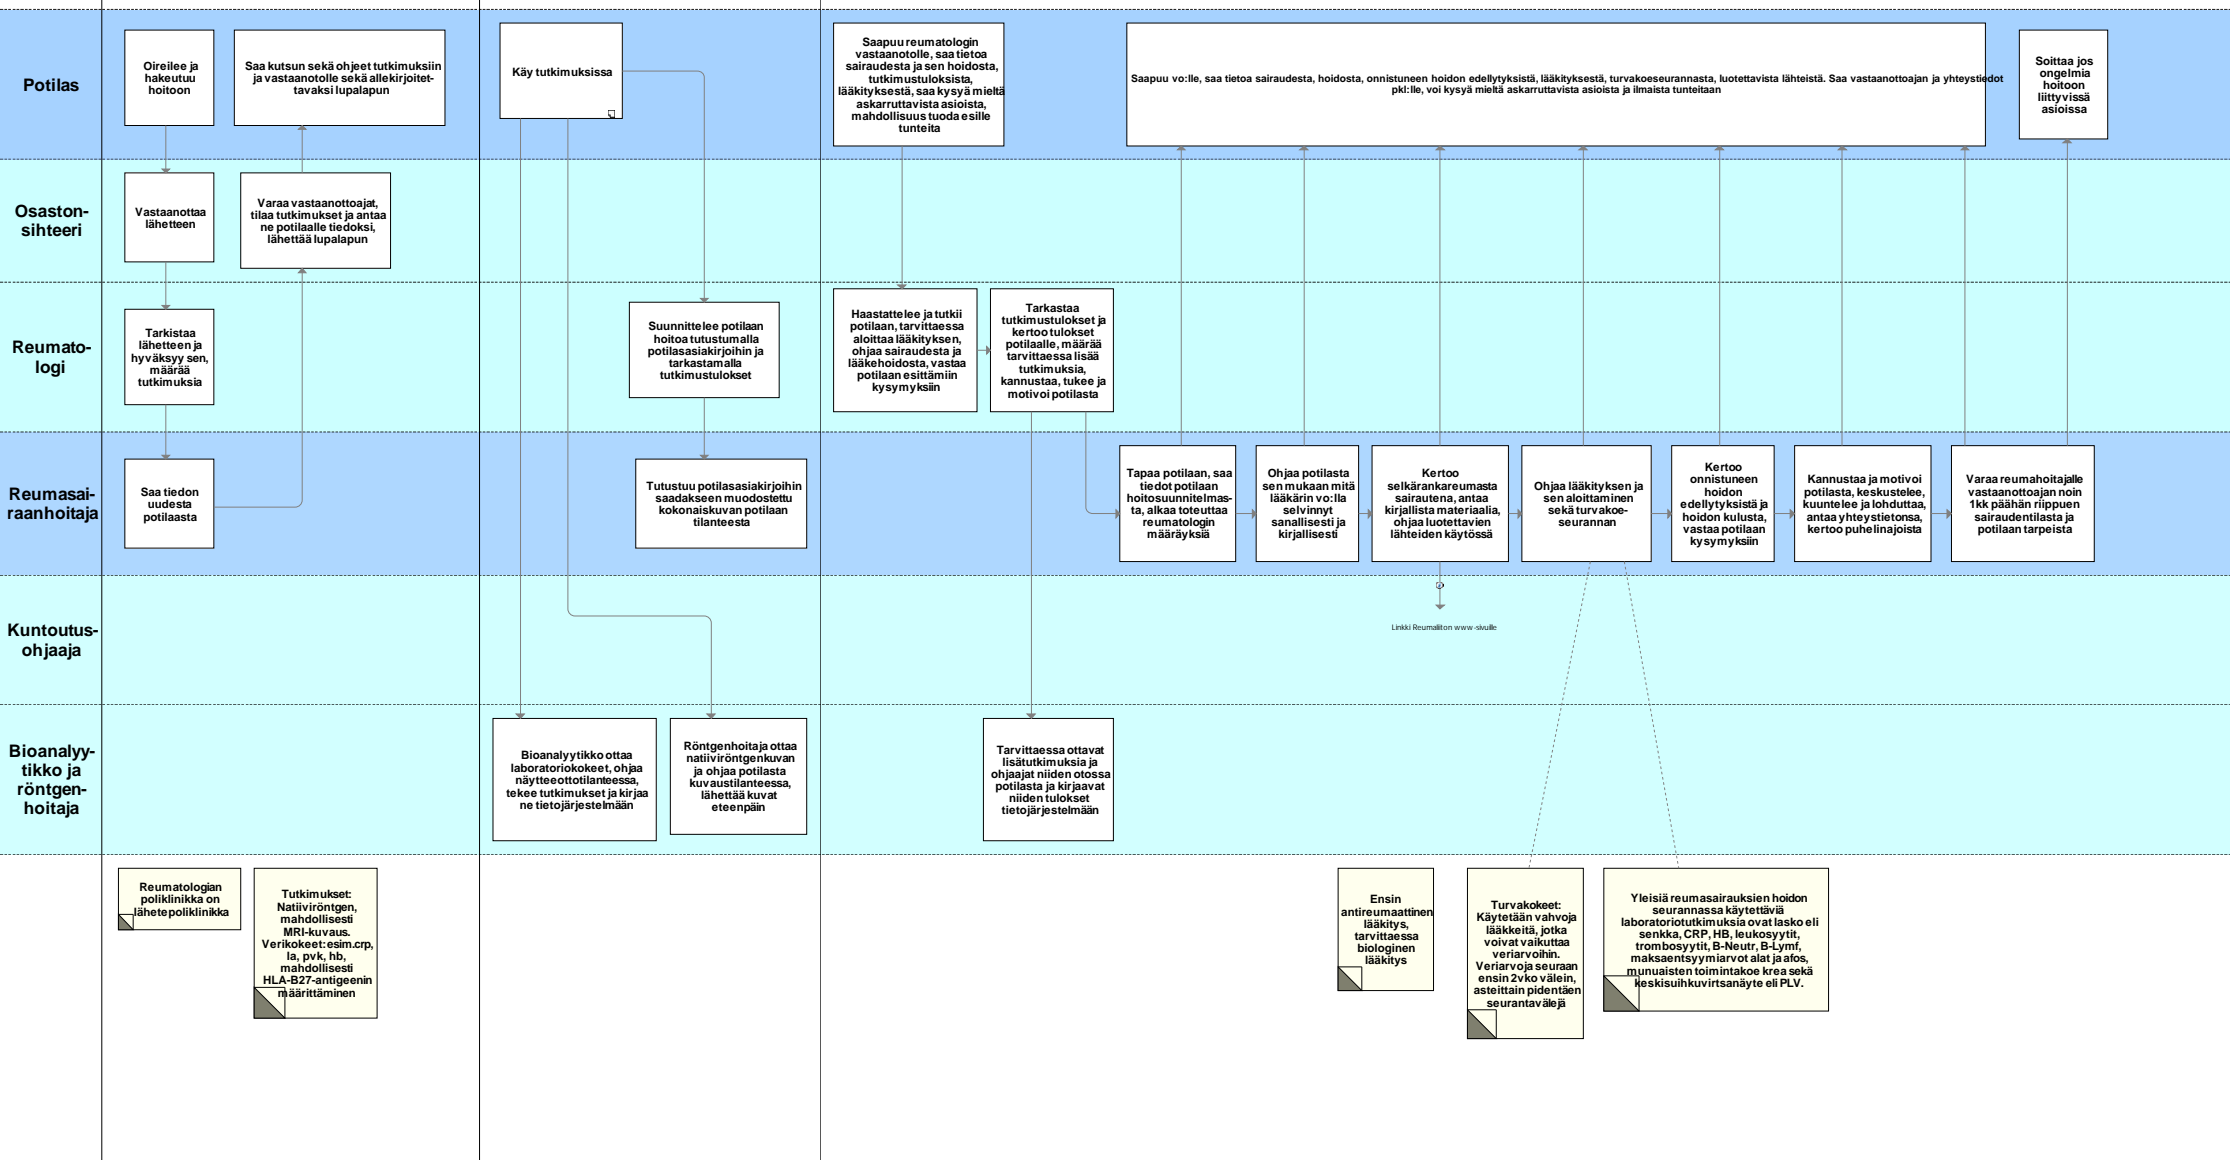 Potilas
Oireilee ja
hakeutuu
hoitoon
Saa kutsun sekä ohjeet tutkimuksiin
ja vastaanotolle sekä allekirjoitet-
tavaksi lupalapun
Käy tutkimuksissa
Saapuu reumatologin
vastaanotolle, saa tietoa
sairaudesta ja sen hoidosta,
tutkimustuloksista,
lääkityksestä, saa kysyä mieltä
askarruttavista asioista,
mahdollisuus tuoda esille
tunteita
Saapuu vo:lle, saa tietoa sairaudesta, hoidosta, onnistuneen hoidon edellytyksistä, lääkityksestä, turvakoeseurannasta, luotettavista lähteistä. Saa vastaanottoajan ja yhteystiedot
pkl:lle, voi kysyä mieltä askarruttavista asioista ja ilmaista tunteitaan
Soittaa jos
ongelmia
hoitoon
liittyvissä
asioissa
Osaston-
sihteeri
Vastaanottaa
lähetteen
Varaa vastaanottoajat,
tilaa tutkimukset ja antaa
ne potilaalle tiedoksi,
lähettää lupalapun
Reumato-
logi
Tarkistaa
lähetteen ja
hyväksyy sen,
määrää
tutkimuksia
Suunnittelee potilaan
hoitoa tutustumalla
potilasasiakirjoihin ja
tarkastamalla
tutkimustulokset
Haastattelee ja tutkii
potilaan, tarvittaessa
aloittaa lääkityksen,
ohjaa sairaudesta ja
lääkehoidosta, vastaa
potilaan esittämiin
kysymyksiin
Tarkastaa
tutkimustulokset ja
kertoo tulokset
potilaalle, määrää
tarvittaessa lisää
tutkimuksia,
kannustaa, tukee ja
motivoi potilasta
Reumasai-
raanhoitaja
Saa tiedon
uudesta
potilaasta
Tutustuu potilasasiakirjoihin
saadakseen muodostettu
kokonaiskuvan potilaan
tilanteesta
Tapaa potilaan, saa
tiedot potilaan
hoitosuunnitelmas-
ta, alkaa toteuttaa
reumatologin
määräyksiä
Ohjaa potilasta
sen mukaan mitä
lääkärin vo:lla
selvinnyt
sanallisesti ja
kirjallisesti
Kertoo
selkärankareumasta
sairautena, antaa
kirjallista materiaalia,
ohjaa luotettavien
lähteiden käytössä
Ohjaa lääkityksen ja
sen aloittaminen
sekä turvakoe-
seurannan
Kertoo
onnistuneen
hoidon
edellytyksistä ja
hoidon kulusta,
vastaa potilaan
kysymyksiin
Kannustaa ja motivoi
potilasta, keskustelee,
kuuntelee ja lohduttaa,
antaa yhteystietonsa,
kertoo puhelinajoista
Varaa reumahoitajalle
vastaanottoajan noin
1kk päähän riippuen
sairaudentilasta ja
potilaan tarpeista
Kuntoutus-
ohjaaja
Linkki Reumaliiton www-sivuille
Bioanalyy-
tikko ja
röntgen-
hoitaja
Bioanalyytikko ottaa
laboratoriokokeet, ohjaa
näytteeottotilanteessa,
tekee tutkimukset ja kirjaa
ne tietojärjestelmään
Röntgenhoitaja ottaa
natiiviröntgenkuvan
ja ohjaa potilasta
kuvaustilanteessa,
lähettää kuvat
eteenpäin
Tarvittaessa ottavat
lisätutkimuksia ja
ohjaajat niiden otossa
potilasta ja kirjaavat
niiden tulokset
tietojärjestelmään
Reumatologian
poliklinikka on
lähetepoliklinikka
Tutkimukset:
Natiiviröntgen,
mahdollisesti
MRI-kuvaus.
Verikokeet: esim.crp,
la, pvk, hb,
mahdollisesti
HLA-B27-antigeenin
määrittäminen
Ensin
antireumaattinen
lääkitys,
tarvittaessa
biologinen
lääkitys
Turvakokeet:
Käytetään vahvoja
lääkkeitä, jotka
voivat vaikuttaa
veriarvoihin.
Veriarvoja seuraan
ensin 2vko välein,
asteittain pidentäen
seurantavälejä
Yleisiä reumasairauksien hoidon
seurannassa käytettäviä
laboratoriotutkimuksia ovat lasko eli
senkka, CRP, HB, leukosyytit,
trombosyytit, B-Neutr, B-Lymf,
maksaentsyymiarvot alat ja afos,
munuaisten toimintakoe krea sekä
keskisuihkuvirtsanäyte eli PLV.